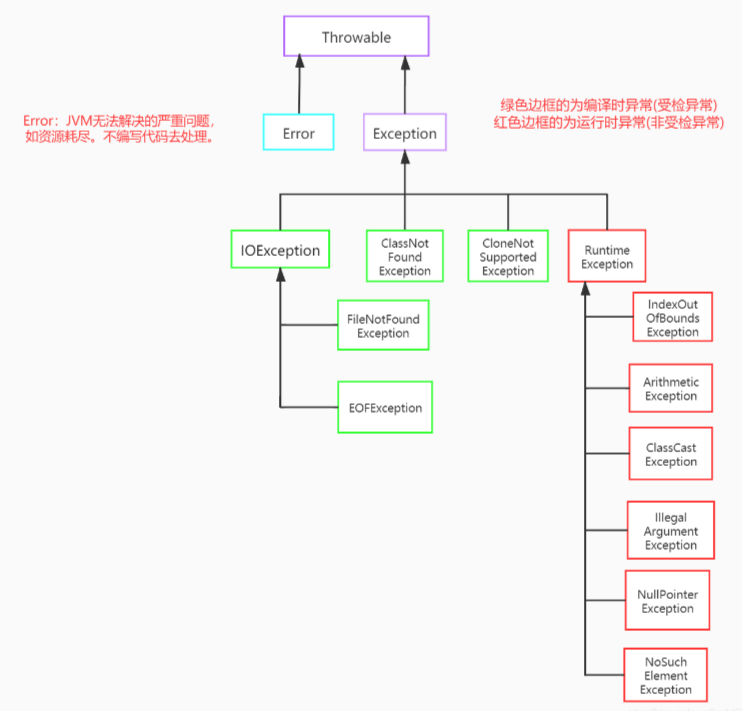 Throwable
Error：JVM无法解决的严重问题，
如资源耗尽。不编写代码去处理。
Error
Exception
绿色边框的为编译时异常(受检异常)
红色边框的为运行时异常(非受检异常)
IOException
ClassNot
Found
Exception
CloneNot
Supported
Exception
Runtime
Exception
FileNotFound
Exception
EOFException
IndexOut
OfBounds
Exception
Arithmetic
Exception
ClassCast
Exception
Illegal
Argument
Exception
NullPointer
Exception
NoSuch
Element
Exception